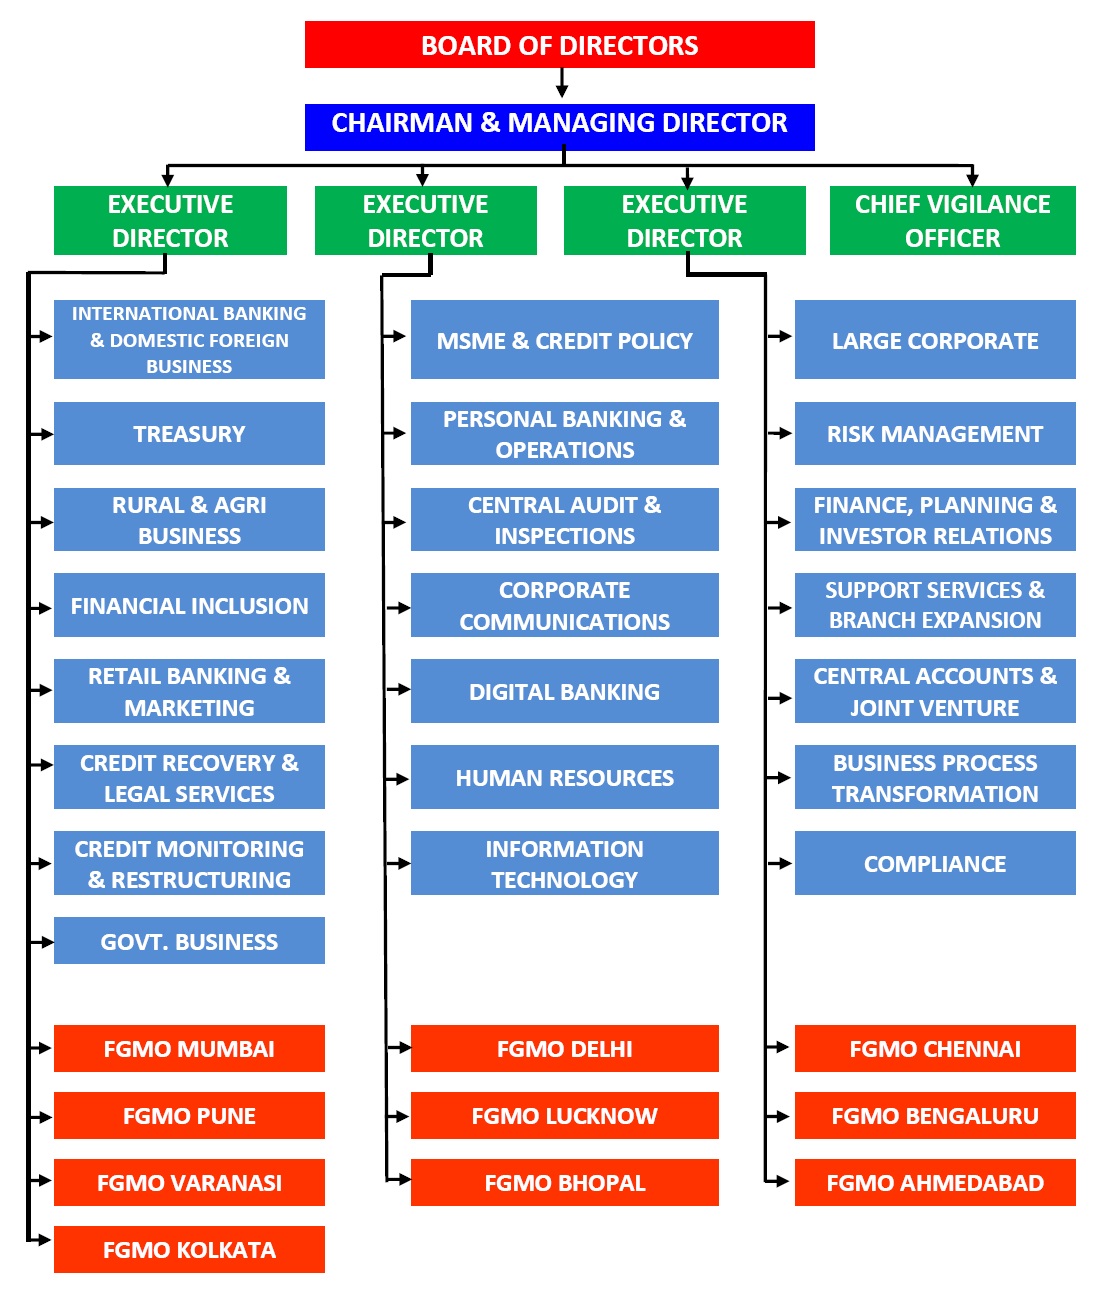 BOARD OF DIRECTORS
CHAIRMAN & MANAGING DIRECTOR
EXECUTIVE
DIRECTOR
EXECUTIVE
DIRECTOR
EXECUTIVE
DIRECTOR
CHIEF VIGILANCE
OFFICER
INTERNATIONAL BANKING
& DOMESTIC FOREIGN
BUSINESS
TREASURY
RURAL & AGRI
BUSINESS
FINANCIAL INCLUSION
RETAIL BANKING &
MARKETING
CREDIT RECOVERY &
LEGAL SERVICES
CREDIT MONITORING
& RESTRUCTURING
GOVT. BUSINESS
FGMO MUMBAI
FGMO PUNE
FGMO VARANASI
FGMO KOLKATA
MSME & CREDIT POLICY
PERSONAL BANKING &
OPERATIONS
CENTRAL AUDIT &
INSPECTIONS
CORPORATE
COMMUNICATIONS
DIGITAL BANKING
HUMAN RESOURCES
INFORMATION
TECHNOLOGY
FGMO DELHI
FGMO LUCKNOW
FGMO BHOPAL
LARGE CORPORATE
RISK MANAGEMENT
FINANCE, PLANNING &
INVESTOR RELATIONS
SUPPORT SERVICES &
BRANCH EXPANSION
CENTRAL ACCOUNTS &
JOINT VENTURE
BUSINESS PROCESS
TRANSFORMATION
COMPLIANCE
FGMO CHENNAI
FGMO BENGALURU
FGMO AHMEDABAD